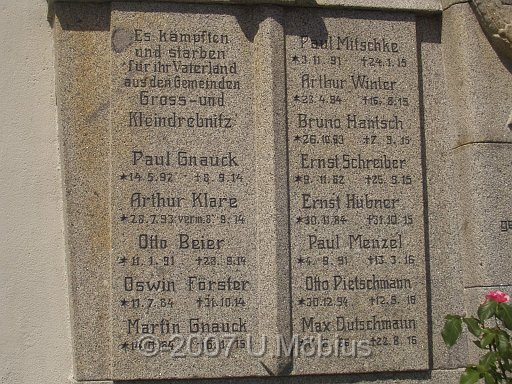 Es kämpften
und starben
für ihr Vaterland
aus den Gemeinden
Gross- und
Kleindrebnitz
Paul Gnauck
*14.5.92 †8.9.14
Arthur Klare
*28.7.93 verm. 8.9.14
Otto Beier
*11.1.91 †28.9.14
Oswin Förster
*11.7.84 †31.10.14
Martin Gnauck
Paul Mitschke
*3.11.91 †24.1.15
Arthur Winter
*23.4.94 †16.8.15
Bruno Hantsch
*26.10.93 †7.9.15
Ernst Schreiber
*9.11.82 †25.9.15
Ernst Hübner
*30.11.84 †31.10.15
Paul Menzel
*4.9.91 †13.3.16
Otto Pietschmann
*30.12.94 †12.5.16
Max Dutschmann
†22.8.16
© 2007 U.Möbius